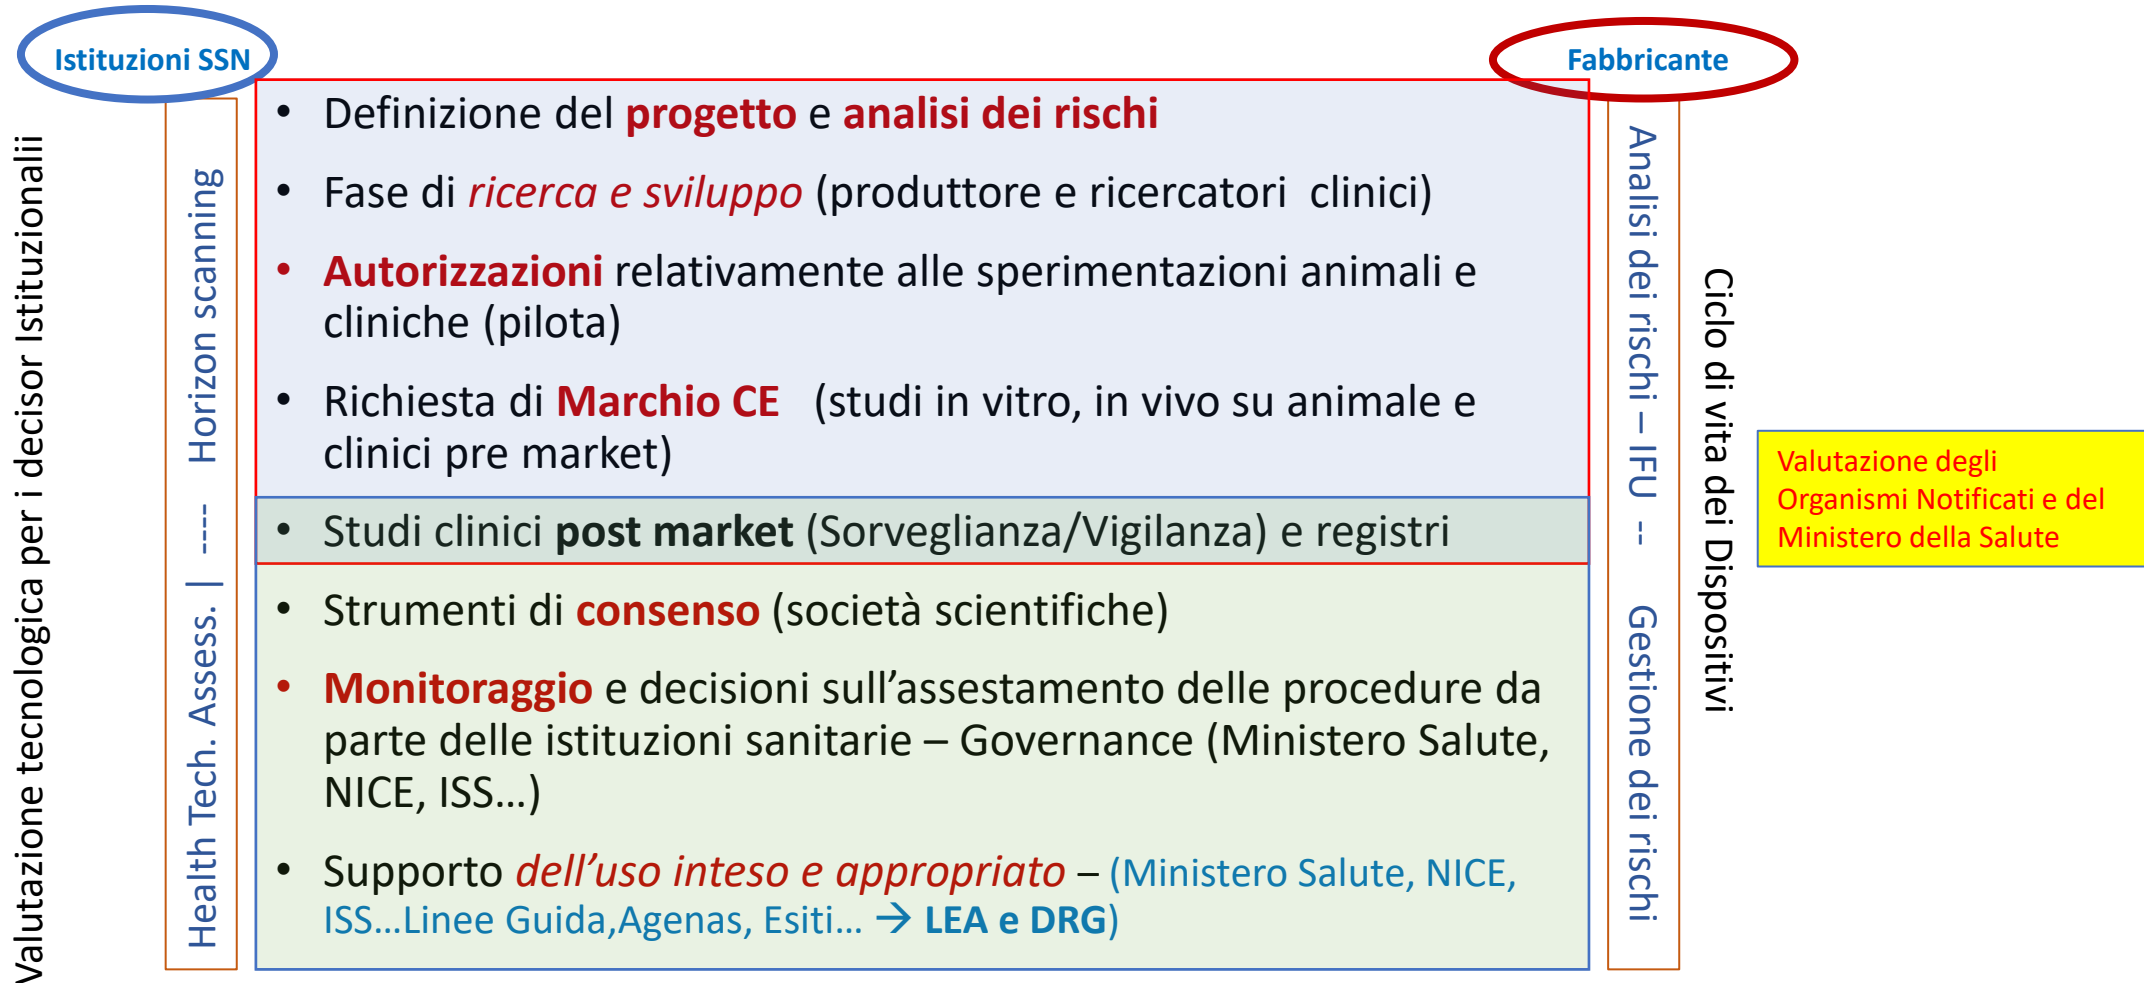 Istituzioni SSN
Fabbricante
Valutazione tecnologica per i decisor Istituzionalii
Health Tech. Assess. | ---- Horizon scanning
• Definizione del progetto e analisi dei rischi
• Fase di ricerca e sviluppo (produttore e ricercatori clinici)
• Autorizzazioni relativamente alle sperimentazioni animali e
cliniche (pilota)
• Richiesta di Marchio CE (studi in vitro, in vivo su animale e
clinici pre market)
• Studi clinici post market (Sorveglianza/Vigilanza) e registri
• Strumenti di consenso (società scientifiche)
• Monitoraggio e decisioni sull’assestamento delle procedure da
parte delle istituzioni sanitarie – Governance (Ministero Salute,
NICE, ISS…)
• Supporto dell’uso inteso e appropriato – (Ministero Salute, NICE,
ISS…Linee Guida,Agenas, Esiti… → LEA e DRG)
Analisi dei rischi – IFU -- Gestione dei rischi
Ciclo di vita dei Dispositivi
Valutazione degli
Organismi Notificati e del
Ministero della Salute